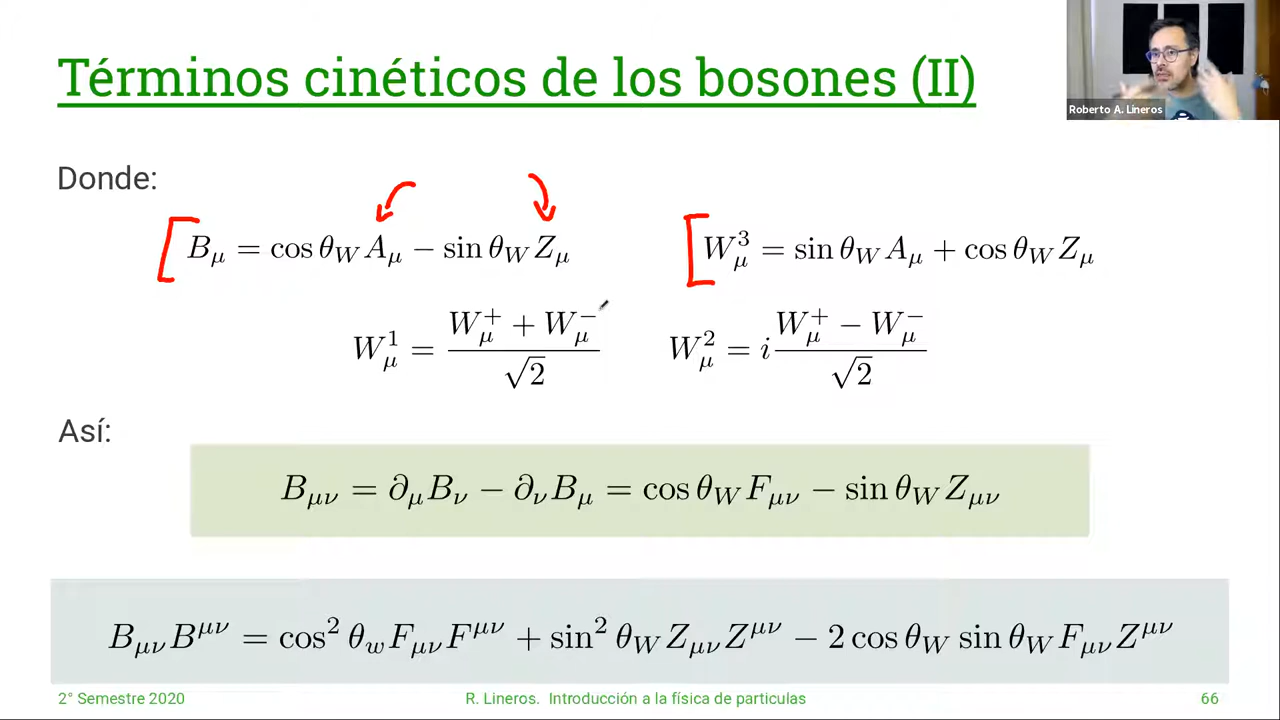 Términos cinéticos de los bosones (II)
Roberto A. Líneros
Donde:
B_μ = cos θ_W A_μ − sin θ_W Z_μ
W^3_μ = sin θ_W A_μ + cos θ_W Z_μ
W^1_μ = (W^+_μ + W^-_μ)/√2
W^2_μ = i (W^+_μ − W^-_μ)/√2
Así:
B_μν = ∂_μ B_ν − ∂_ν B_μ = cos θ_W F_μν − sin θ_W Z_μν
B_μν B^μν = cos² θ_w F_μν F^μν + sin² θ_W Z_μν Z^μν − 2 cos θ_W sin θ_W F_μν Z^μν
2° Semestre 2020
R. Lineros. Introducción a la física de particulas
66